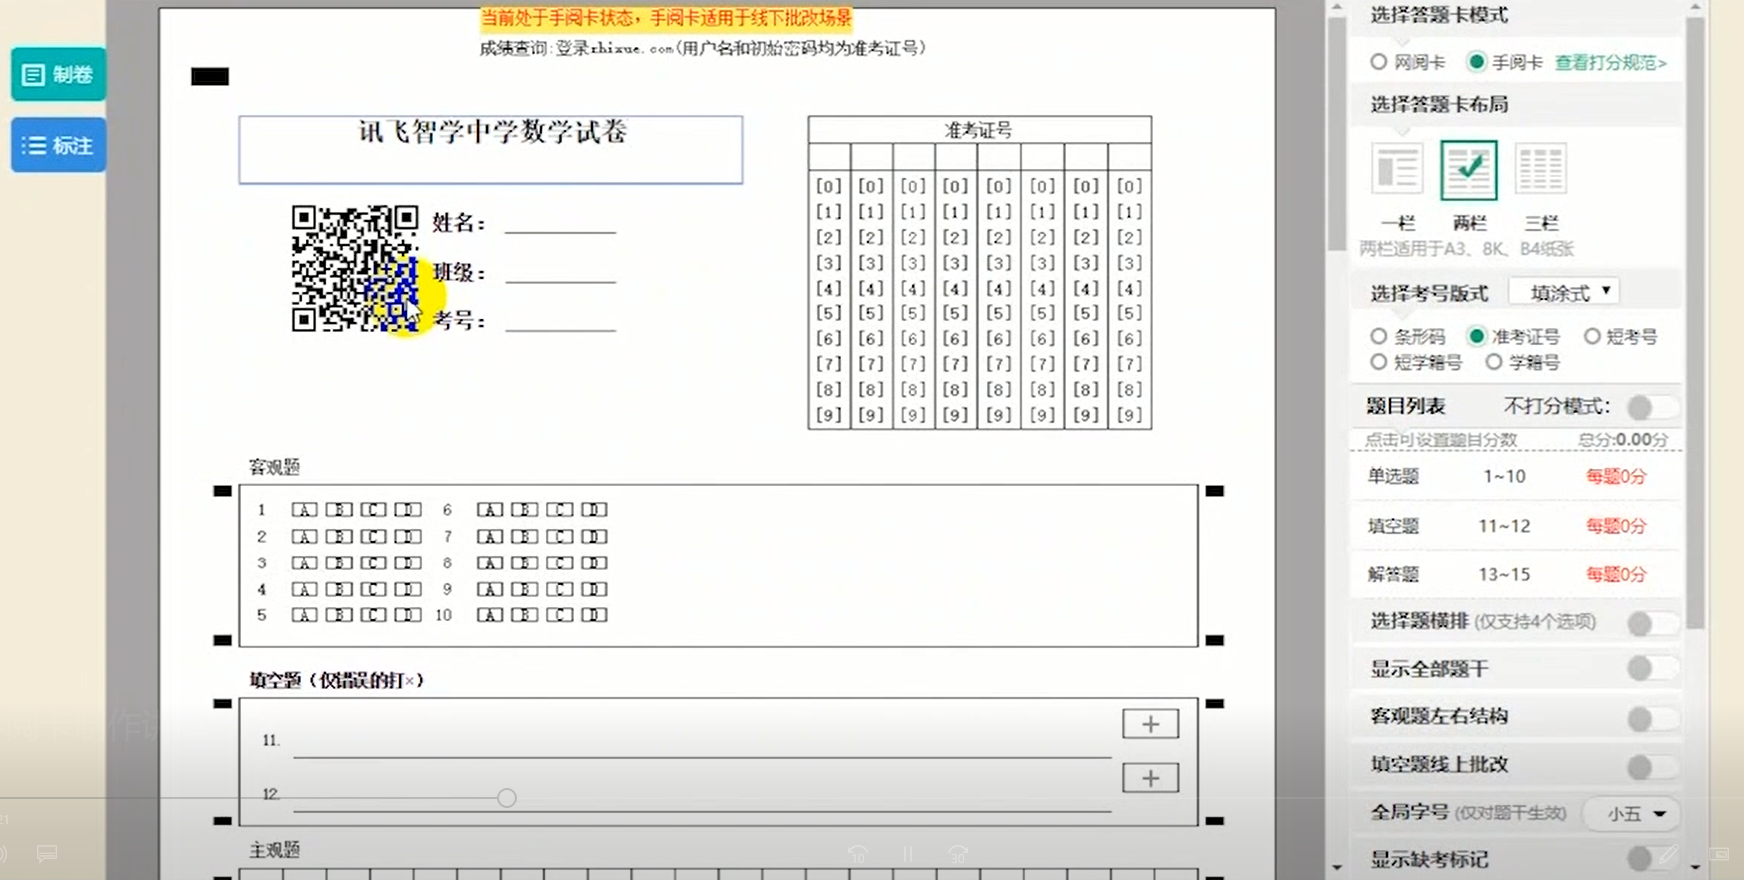 当前处于手阅卡状态，手阅卡适用于线下批改场景
成绩查询:登录zhixue.com(用户名和初始密码均为准考证号)
制卷
标注
讯飞智学中学数学试卷
姓名：
班级：
考号：
准考证号
[0] [0] [0] [0] [0] [0] [0] [0]
[1] [1] [1] [1] [1] [1] [1] [1]
[2] [2] [2] [2] [2] [2] [2] [2]
[3] [3] [3] [3] [3] [3] [3] [3]
[4] [4] [4] [4] [4] [4] [4] [4]
[5] [5] [5] [5] [5] [5] [5] [5]
[6] [6] [6] [6] [6] [6] [6] [6]
[7] [7] [7] [7] [7] [7] [7] [7]
[8] [8] [8] [8] [8] [8] [8] [8]
[9] [9] [9] [9] [9] [9] [9] [9]
客观题
1 A B C D 6 A B C D
2 A B C D 7 A B C D
3 A B C D 8 A B C D
4 A B C D 9 A B C D
5 A B C D 10 A B C D
填空题（仅错误的打×）
11.
12.
主观题
选择答题卡模式
网阅卡 手阅卡 查看打分规范>
选择答题卡布局
一栏 两栏 三栏
两栏适用于A3、8K、B4纸张
选择考号版式 填涂式
条形码 准考证号 短考号
短学籍号 学籍号
题目列表 不打分模式：
点击可设置题目分数 总分:0.00分
单选题 1~10 每题0分
填空题 11~12 每题0分
解答题 13~15 每题0分
选择题横排 (仅支持4个选项)
显示全部题干
客观题左右结构
填空题线上批改
全局字号 (仅对题干生效) 小五
显示缺考标记
10
30